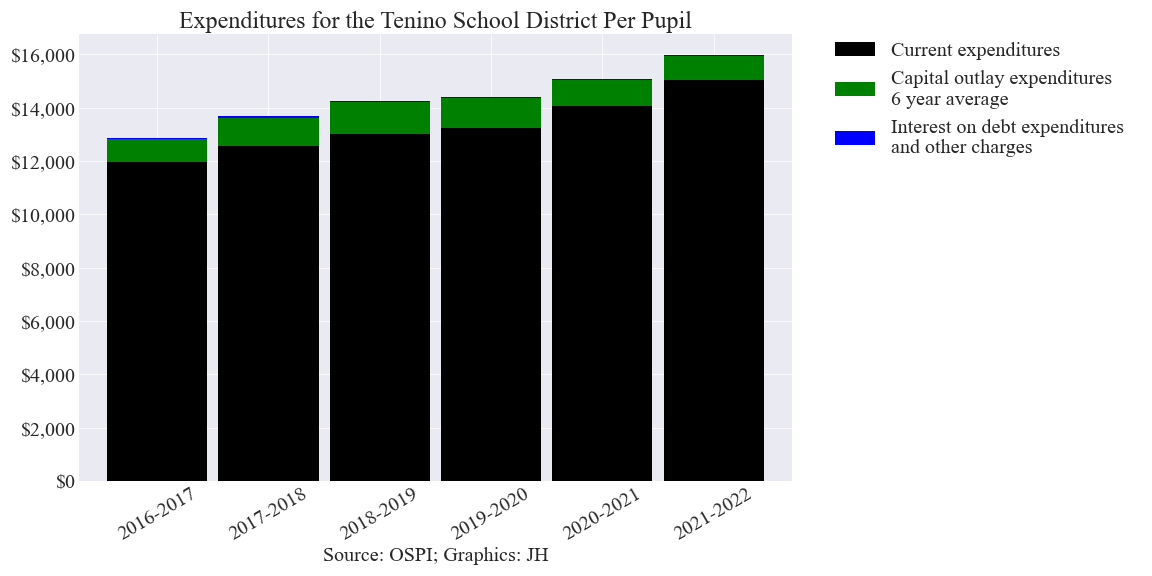 Expenditures for the Tenino School District Per Pupil
$16,000
$14,000
$12,000
$10,000
$8,000
$6,000
$4,000
$2,000
$0
2016-2017
2017-2018
2018-2019
2019-2020
2020-2021
2021-2022
Source: OSPI; Graphics: JH
Current expenditures
Capital outlay expenditures
6 year average
Interest on debt expenditures
and other charges